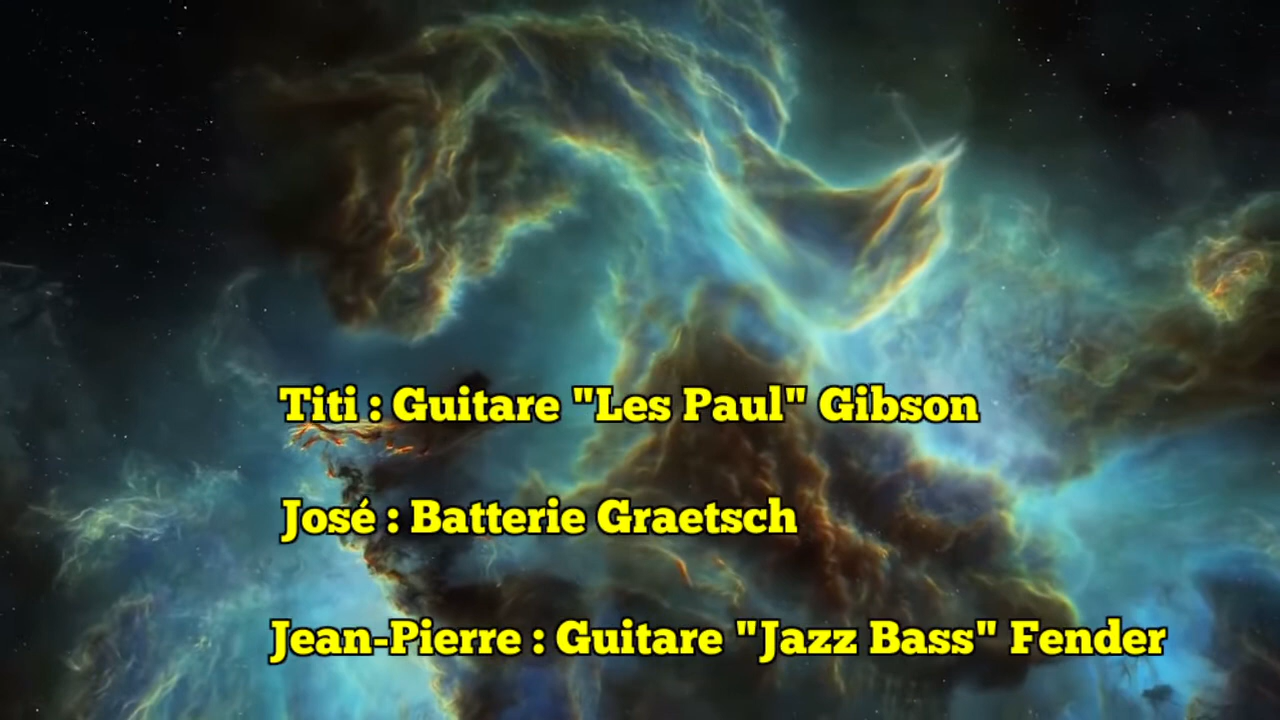 Titi : Guitare "Les Paul" Gibson
José : Batterie Graetsch
Jean-Pierre : Guitare "Jazz Bass" Fender